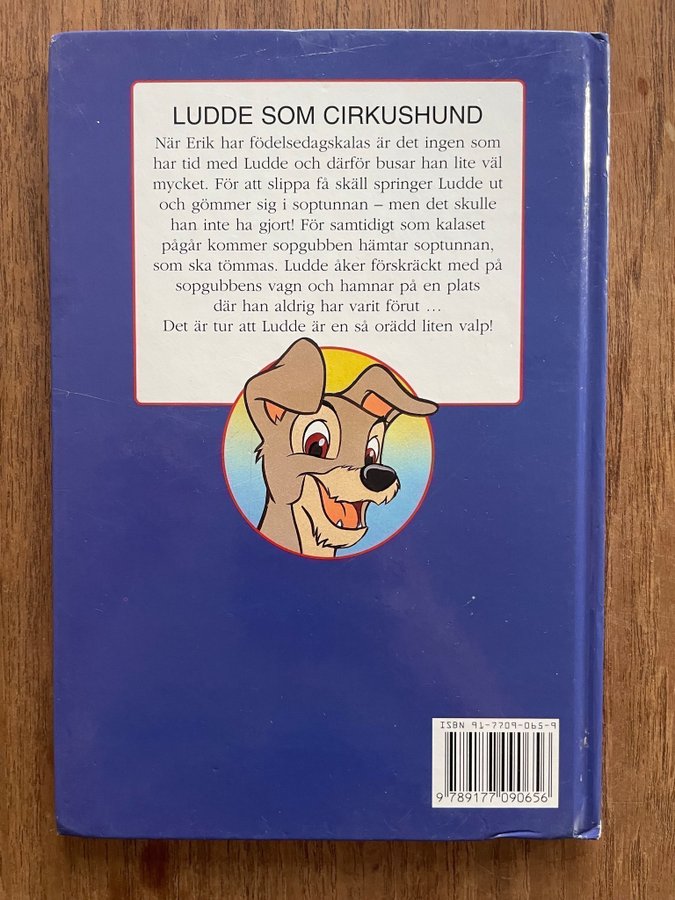 LUDDE SOM CIRKUSHUND
När Erik har födelsedagskalas är det ingen som
har tid med Ludde och därför busar han lite väl
mycket. För att slippa få skäll springer Ludde ut
och gömmer sig i soptunnan – men det skulle
han inte ha gjort! För samtidigt som kalaset
pågår kommer sopgubben hämtar soptunnan,
som ska tömmas. Ludde åker förskräckt med på
sopgubbens vagn och hamnar på en plats
där han aldrig har varit förut ...
Det är tur att Ludde är en så orädd liten valp!
ISBN 91-7709-065-9
9 789177 090656